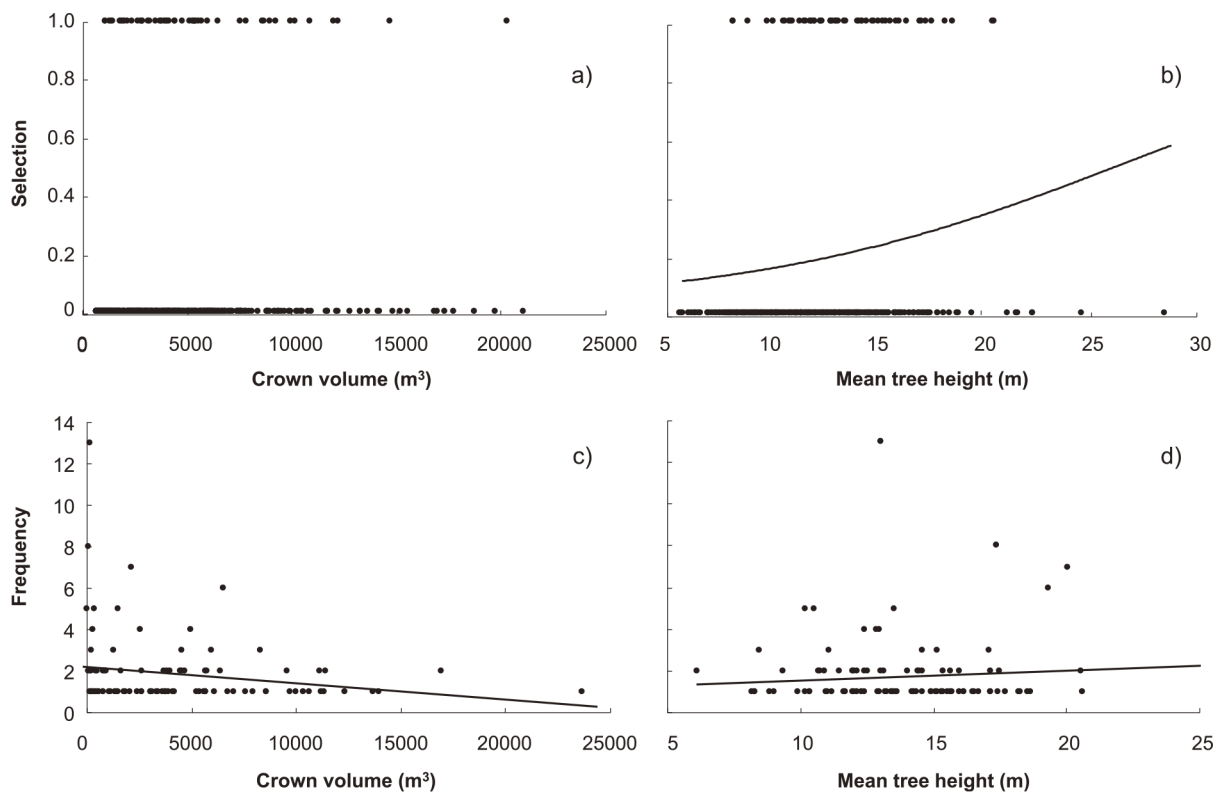 1.0
0.8
0.6
0.4
0.2
0
Selection
a)
0 5000 10000 15000 20000 25000
Crown volume (m³)
b)
5 10 15 20 25 30
Mean tree height (m)
14
12
10
8
6
4
2
0
Frequency
c)
0 5000 10000 15000 20000 25000
Crown volume (m³)
d)
5 10 15 20 25
Mean tree height (m)